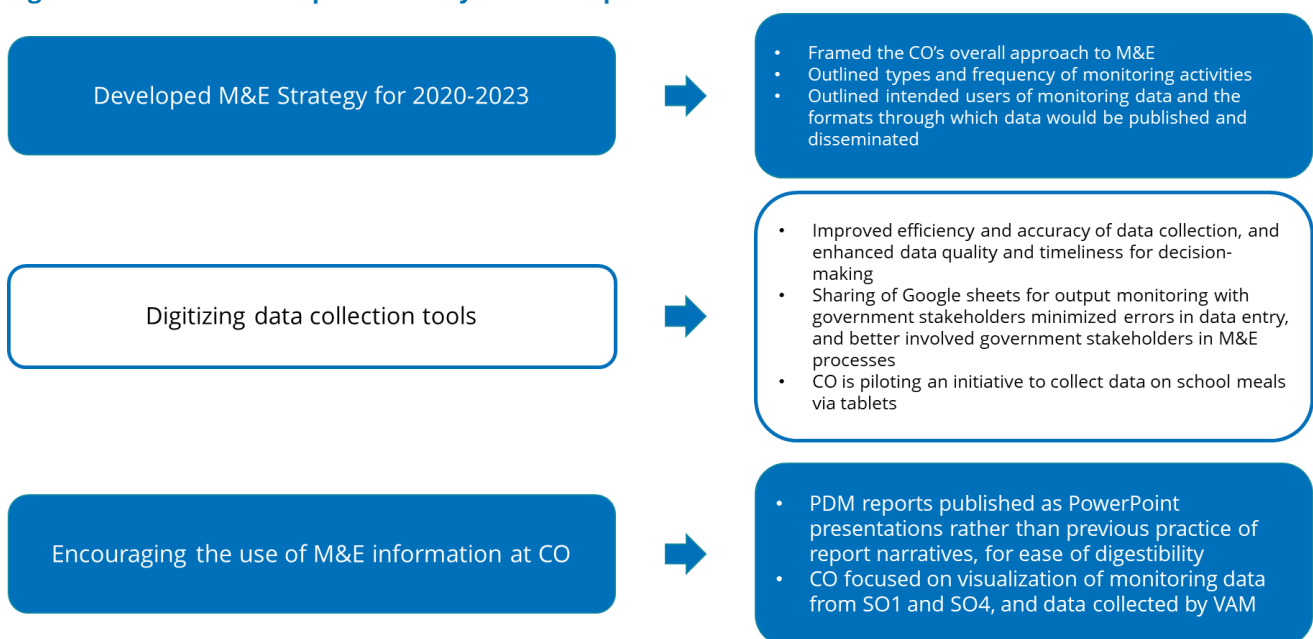 Developed M&E Strategy for 2020-2023
• Framed the CO's overall approach to M&E
• Outlined types and frequency of monitoring activities
• Outlined intended users of monitoring data and the
formats through which data would be published and
disseminated
Digitizing data collection tools
• Improved efficiency and accuracy of data collection, and
enhanced data quality and timeliness for decision-
making
• Sharing of Google sheets for output monitoring with
government stakeholders minimized errors in data entry,
and better involved government stakeholders in M&E
processes
• CO is piloting an initiative to collect data on school meals
via tablets
Encouraging the use of M&E information at CO
• PDM reports published as PowerPoint
presentations rather than previous practice of
report narratives, for ease of digestibility
• CO focused on visualization of monitoring data
from SO1 and SO4, and data collected by VAM